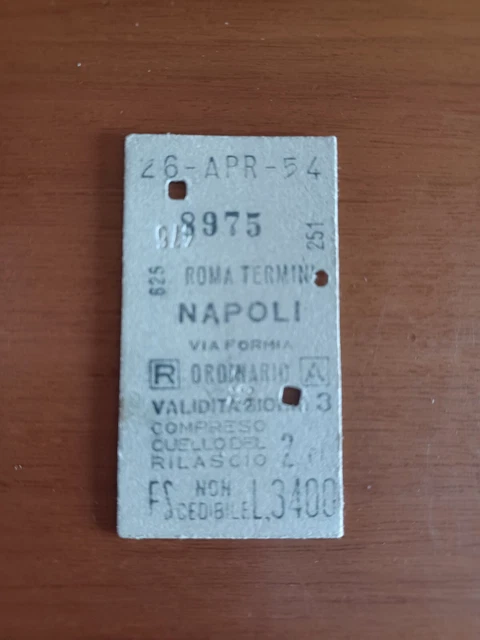 26-APR-54
8975
251
625
ROMA TERMINI
NAPOLI
VIA FORMIA
R ORDINARIO A
VALIDITA GIORNI 3
COMPRESO
QUELLO DEL
RILASCIO 2
FS NON CEDIBILE L.3400